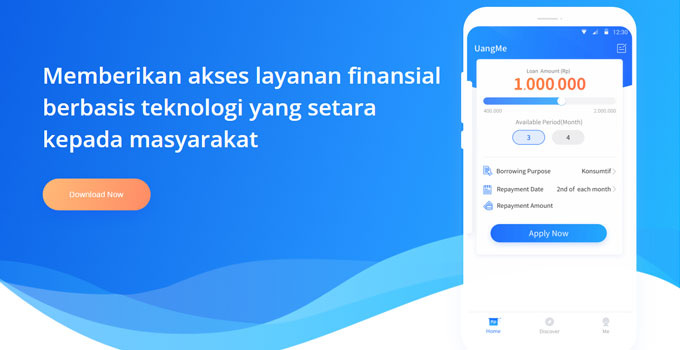 Memberikan akses layanan finansial
berbasis teknologi yang setara
kepada masyarakat
Download Now
12:30
UangMe
Loan Amount (Rp)
1.000.000
400.000 2.000.000
Available Period(Month)
3 4
Borrowing Purpose Konsumtif
Repayment Date 2nd of each month
Repayment Amount
Apply Now
Home Discover Me